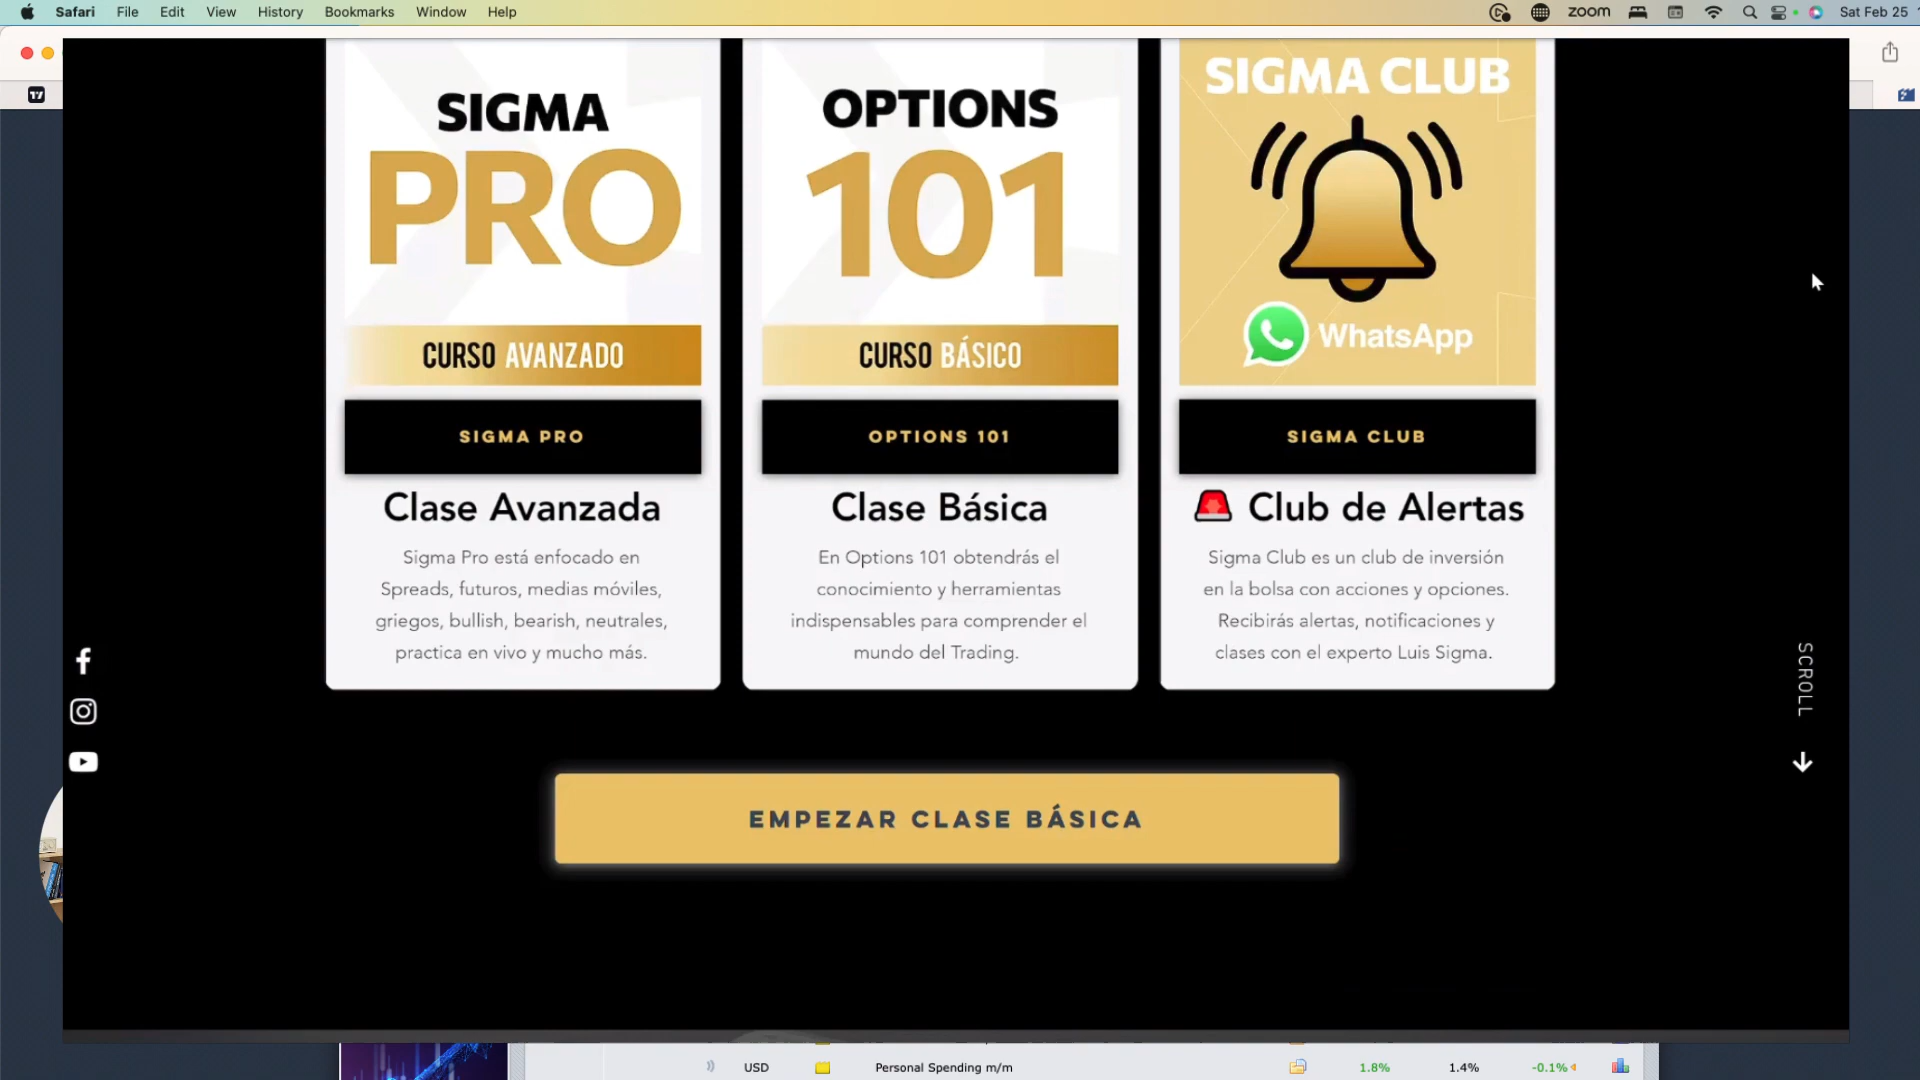 Safari File Edit View History Bookmarks Window Help zoom Sat Feb 25
SIGMA
PRO
CURSO AVANZADO
SIGMA PRO
Clase Avanzada
Sigma Pro está enfocado en
Spreads, futuros, medias móviles,
griegos, bullish, bearish, neutrales,
practica en vivo y mucho más.
OPTIONS
101
CURSO BÁSICO
OPTIONS 101
Clase Básica
En Options 101 obtendrás el
conocimiento y herramientas
indispensables para comprender el
mundo del Trading.
SIGMA CLUB
WhatsApp
SIGMA CLUB
Club de Alertas
Sigma Club es un club de inversión
en la bolsa con acciones y opciones.
Recibirás alertas, notificaciones y
clases con el experto Luis Sigma.
SCROLL
EMPEZAR CLASE BÁSICA
USD Personal Spending m/m 1.8% 1.4% -0.1%